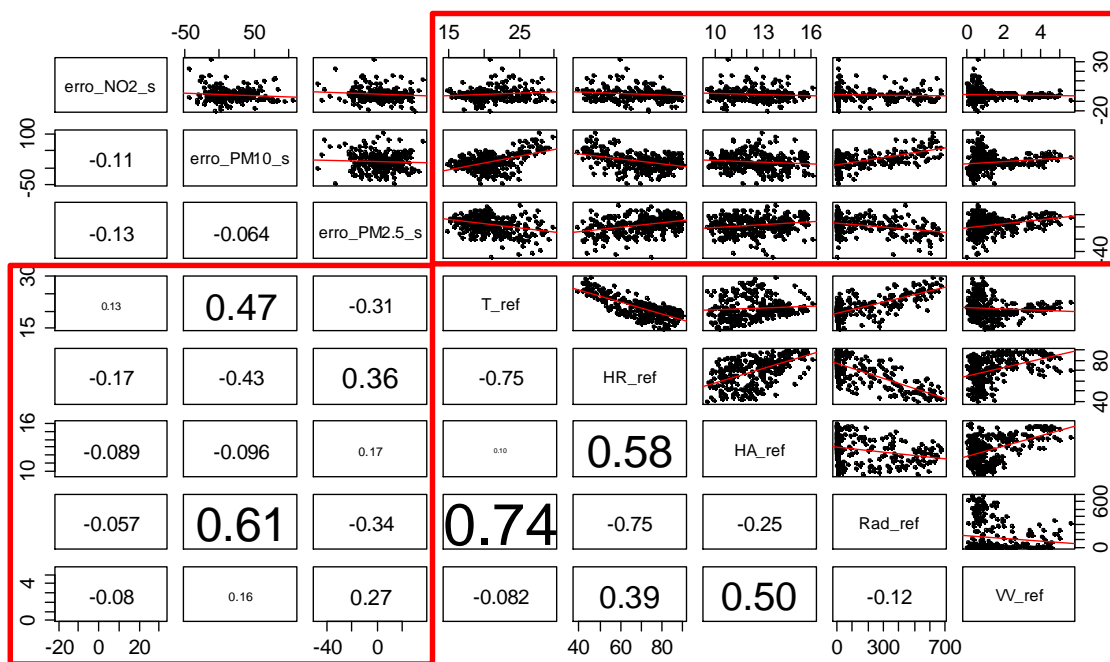 -50 50 15 25 10 13 16 0 2 4
erro_NO2_s -20 30
-50 100 -0.11 erro_PM10_s
-0.13 -0.064 erro_PM2.5_s -40
15 30 0.13 0.47 -0.31 T_ref
-0.17 -0.43 0.36 -0.75 HR_ref 40 80
10 16 -0.089 -0.096 0.17 0.10 0.58 HA_ref
-0.057 0.61 -0.34 0.74 -0.75 -0.25 Rad_ref 0 600
0 4 -0.08 0.16 0.27 -0.082 0.39 0.50 -0.12 VV_ref
-20 0 20 -40 0 40 60 80 0 300 700